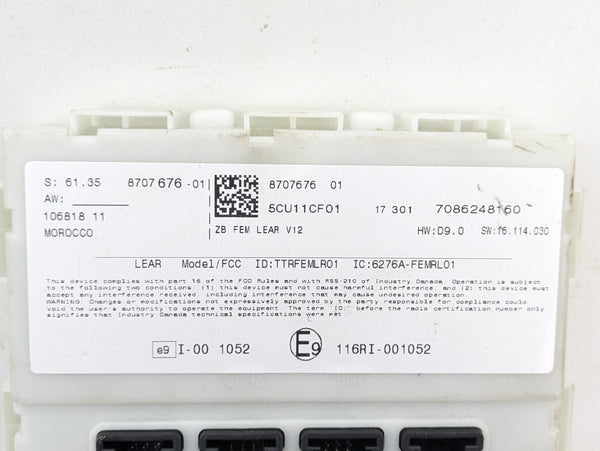 S: 61.35 8707 676 -01
AW:
106818 11
MOROCCO
8707676 01
5CU11CF01 17 301 7086248160
ZB FEM LEAR V12 HW:D9.0 SW:16.114.030
LEAR Model/FCC ID:TTRFEMLR01 IC:6276A-FEMRL01
This device complies with part 15 of the FCC Rules and with RSS-210 of Industry Canada. Operation is subject
to the following two conditions: (1) this device must not cause harmful interference, and (2) this device must
accept any interference received, including interference that may cause undesired operation.
WARNING: Changes or modifications not expressively approved by the party responsible for compliance could
void the user's authority to operate the equipment. The term 'IC:' before the radio certification number only
signifies that Industry Canada technical specifications were met.
e9 I-00 1052 E9 116RI-001052